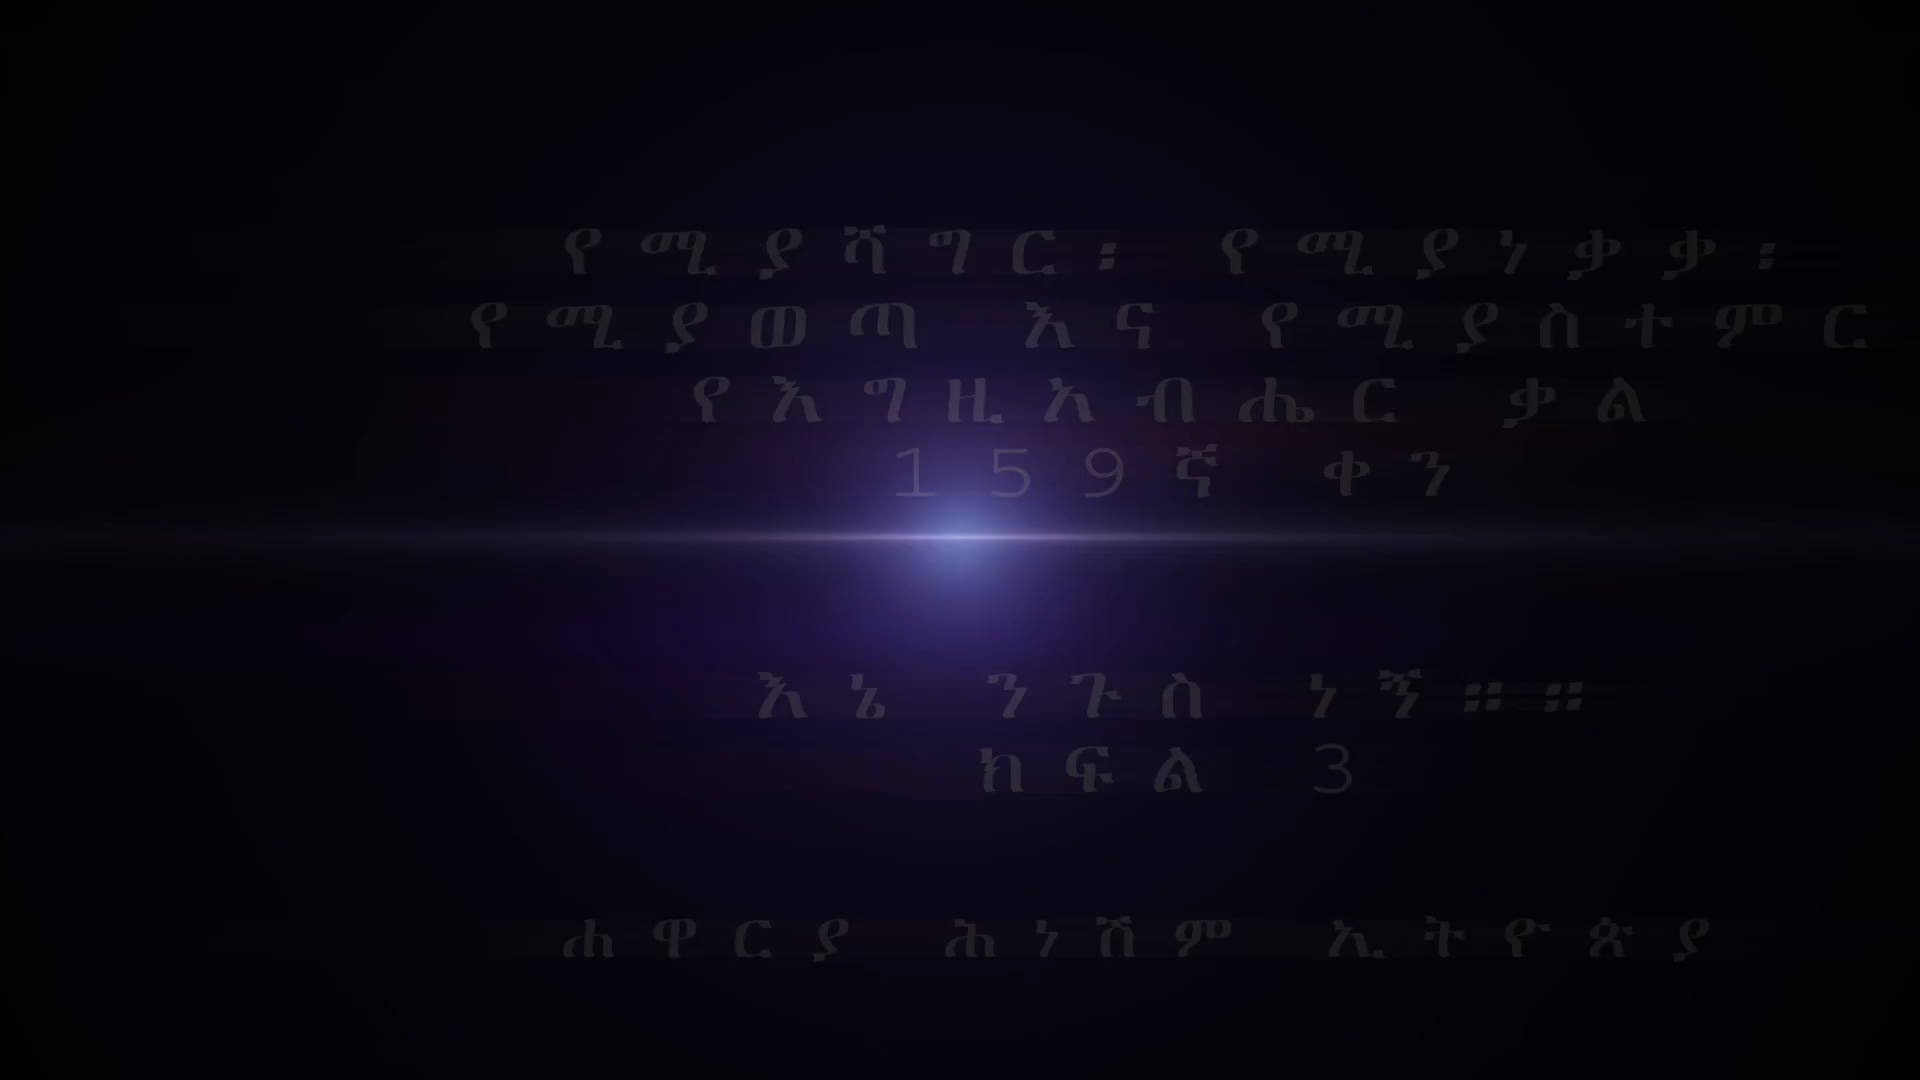 የሚያሻግር፡ የሚያነቃቃ፡
የሚያወጣ እና የሚያስተምር
የእግዚአብሔር ቃል
159ኛ ቀን
እኔ ንጉስ ነኝ።።
ክፍል 3
ሐዋርያ ሕነሽም ኢትዮጵያ